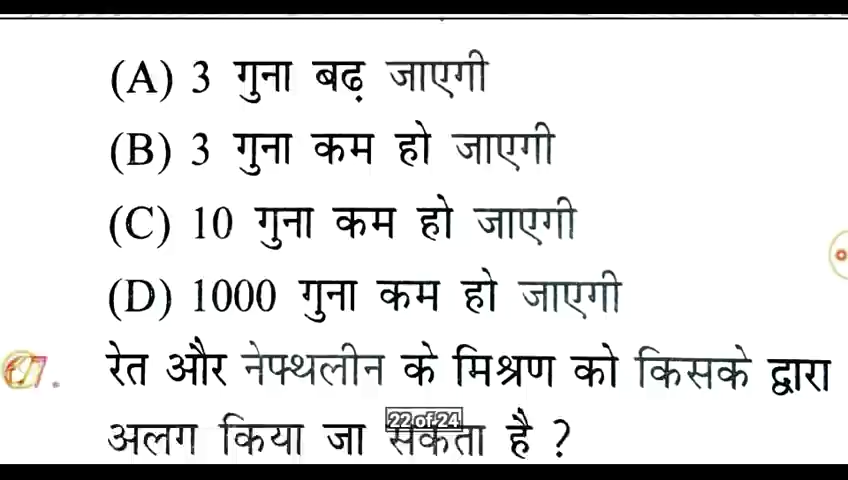 (A) 3 गुना बढ़ जाएगी
(B) 3 गुना कम हो जाएगी
(C) 10 गुना कम हो जाएगी
(D) 1000 गुना कम हो जाएगी
रेत और नेफ्थलीन के मिश्रण को किसके द्वारा
अलग किया जा सकता है ?
22 of 24